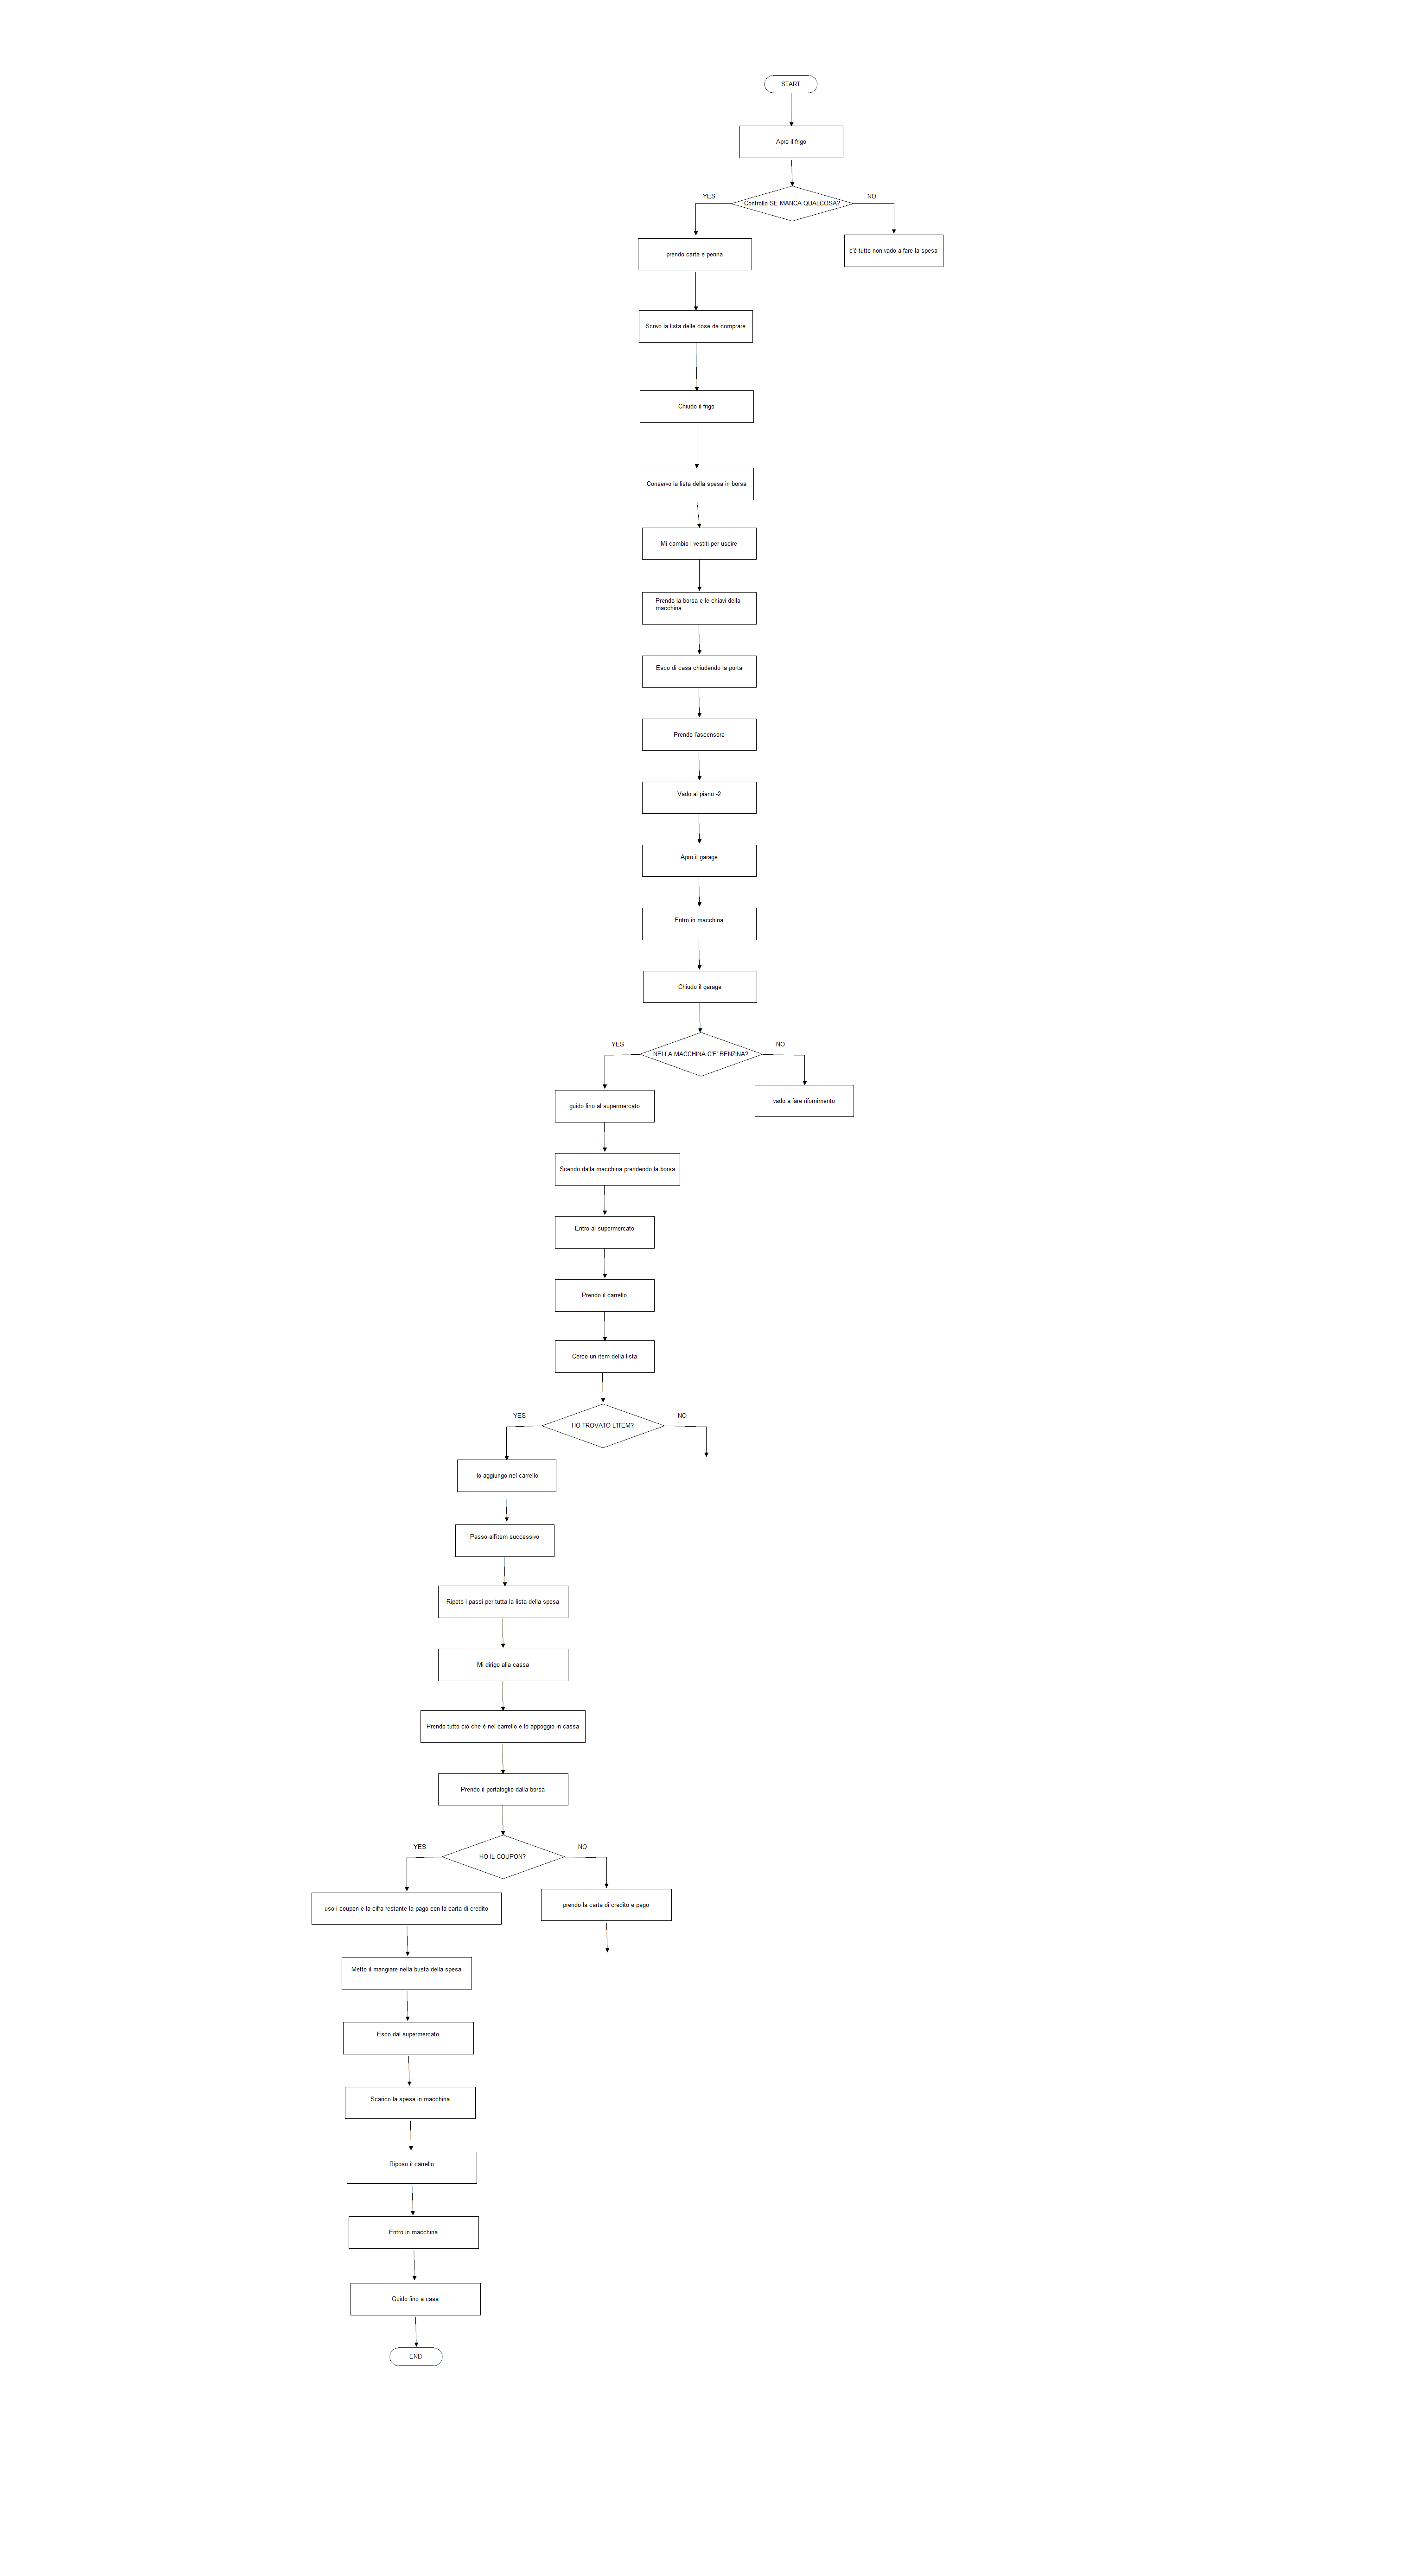 START
Apro il frigo
YES
Controllo SE MANCA QUALCOSA?
NO
c'è tutto non vado a fare la spesa
prendo carta e penna
Scrivo la lista delle cose da comprare
Chiudo il frigo
Conservo la lista della spesa in borsa
Mi cambio i vestiti per uscire
Prendo la borsa e le chiavi della
macchina
Esco di casa chiudendo la porta
Prendo l'ascensore
Vado al piano -2
Apro il garage
Entro in macchina
Chiudo il garage
YES
NELLA MACCHINA C'E' BENZINA?
NO
vado a fare rifornimento
guido fino al supermercato
Scendo dalla macchina prendendo la borsa
Entro al supermercato
Prendo il carrello
Cerco un item della lista
YES
HO TROVATO L'ITEM?
NO
lo aggiungo nel carrello
Passo all'item successivo
Ripeto i passi per tutta la lista della spesa
Mi dirigo alla cassa
Prendo tutto ciò che è nel carrello e lo appoggio in cassa
Prendo il portafoglio dalla borsa
YES
HO IL COUPON?
NO
prendo la carta di credito e pago
uso i coupon e la cifra restante la pago con la carta di credito
Metto il mangiare nella busta della spesa
Esco dal supermercato
Scarico la spesa in macchina
Riposo il carrello
Entro in macchina
Guido fino a casa
END